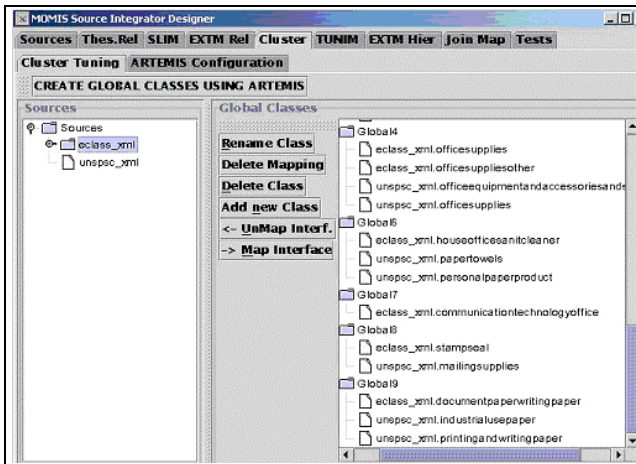 MOMIS Source Integrator Designer
Sources Thes.Rel SLIM EXTM Rel Cluster TUNIM EXTM Hier Join Map Tests
Cluster Tuning ARTEMIS Configuration
CREATE GLOBAL CLASSES USING ARTEMIS
Sources
Sources
eclass_xml
unspsc_xml
Global Classes
Rename Class
Delete Mapping
Delete Class
Add new Class
<- UnMap Interf.
-> Map Interface
Global4
eclass_xml.officesupplies
eclass_xml.officesuppliesother
unspsc_xml.officeequipmentandaccessoriesands
unspsc_xml.officesupplies
Global6
eclass_xml.houseofficesanitcleaner
unspsc_xml.papertowels
unspsc_xml.personalpaperproduct
Global7
eclass_xml.communicationtechnologyoffice
Global8
eclass_xml.stampseal
unspsc_xml.mailingsupplies
Global9
eclass_xml.documentpaperwritingpaper
unspsc_xml.industrialusepaper
unspsc_xml.printingandwritingpaper